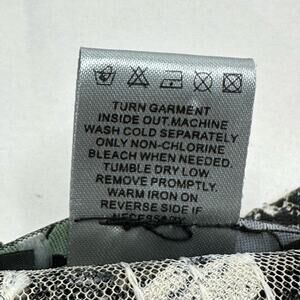 TURN GARMENT
INSIDE OUT.MACHINE
WASH COLD SEPARATELY
ONLY NON-CHLORINE
BLEACH WHEN NEEDED.
TUMBLE DRY LOW
REMOVE PROMPTLY.
WARM IRON ON
REVERSE SIDE IF
NECESSARY